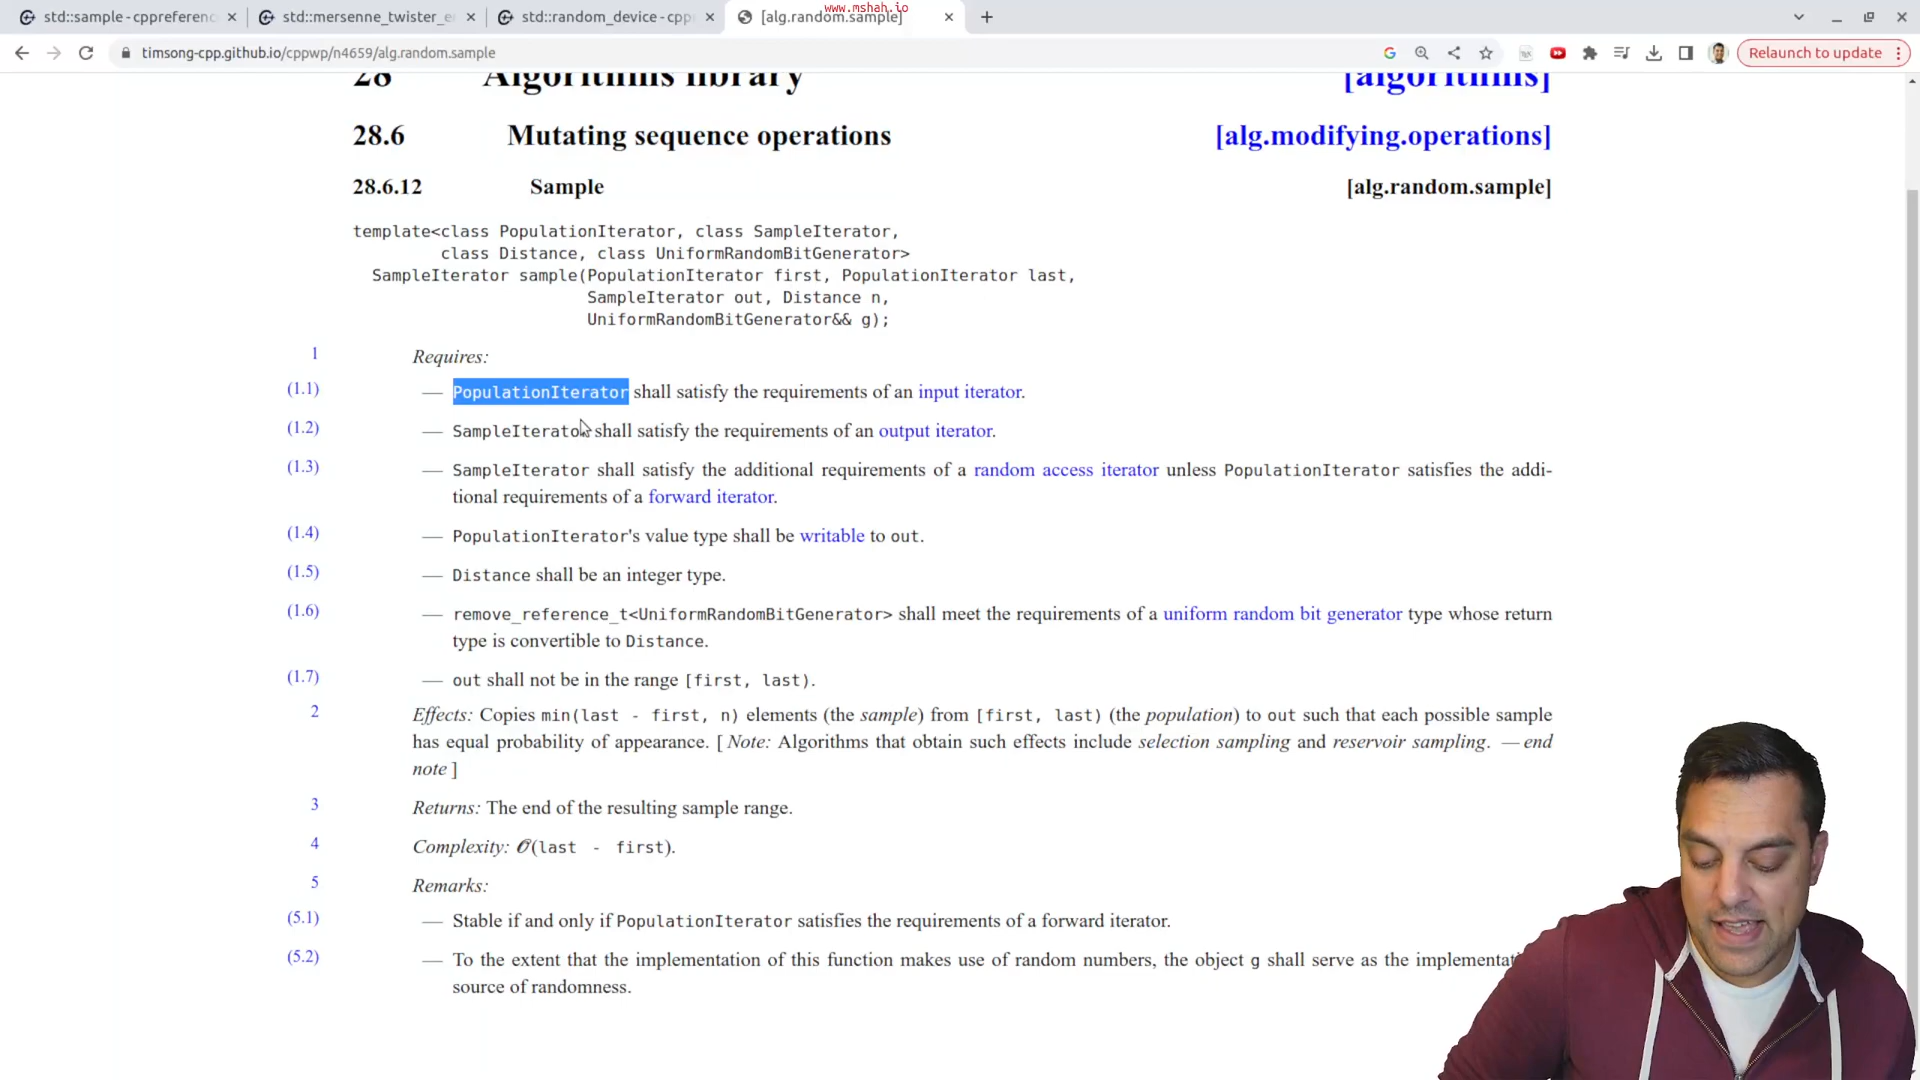 std::sample - cppreferenc
std::mersenne_twister_e
std::random_device - cpp
[alg.random.sample]
www.mshah.io
timsong-cpp.github.io/cppwp/n4659/alg.random.sample
Relaunch to update
28 Algorithms library [algorithms]
28.6 Mutating sequence operations [alg.modifying.operations]
28.6.12 Sample [alg.random.sample]
template<class PopulationIterator, class SampleIterator,
class Distance, class UniformRandomBitGenerator>
SampleIterator sample(PopulationIterator first, PopulationIterator last,
SampleIterator out, Distance n,
UniformRandomBitGenerator&& g);
1 Requires:
(1.1) — PopulationIterator shall satisfy the requirements of an input iterator.
(1.2) — SampleIterator shall satisfy the requirements of an output iterator.
(1.3) — SampleIterator shall satisfy the additional requirements of a random access iterator unless PopulationIterator satisfies the addi-
tional requirements of a forward iterator.
(1.4) — PopulationIterator's value type shall be writable to out.
(1.5) — Distance shall be an integer type.
(1.6) — remove_reference_t<UniformRandomBitGenerator> shall meet the requirements of a uniform random bit generator type whose return
type is convertible to Distance.
(1.7) — out shall not be in the range [first, last).
2 Effects: Copies min(last - first, n) elements (the sample) from [first, last) (the population) to out such that each possible sample
has equal probability of appearance. [ Note: Algorithms that obtain such effects include selection sampling and reservoir sampling. — end
note ]
3 Returns: The end of the resulting sample range.
4 Complexity: 𝒪(last - first).
5 Remarks:
(5.1) — Stable if and only if PopulationIterator satisfies the requirements of a forward iterator.
(5.2) — To the extent that the implementation of this function makes use of random numbers, the object g shall serve as the implementati
source of randomness.